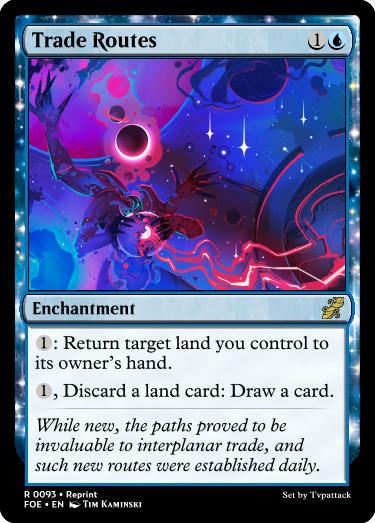 Trade Routes 1
Enchantment
1: Return target land you control to
its owner's hand.
1, Discard a land card: Draw a card.
While new, the paths proved to be
invaluable to interplanar trade, and
such new routes were established daily.
R 0093 • Reprint
FOE • EN Tim Kaminski
Set by Tvpattack